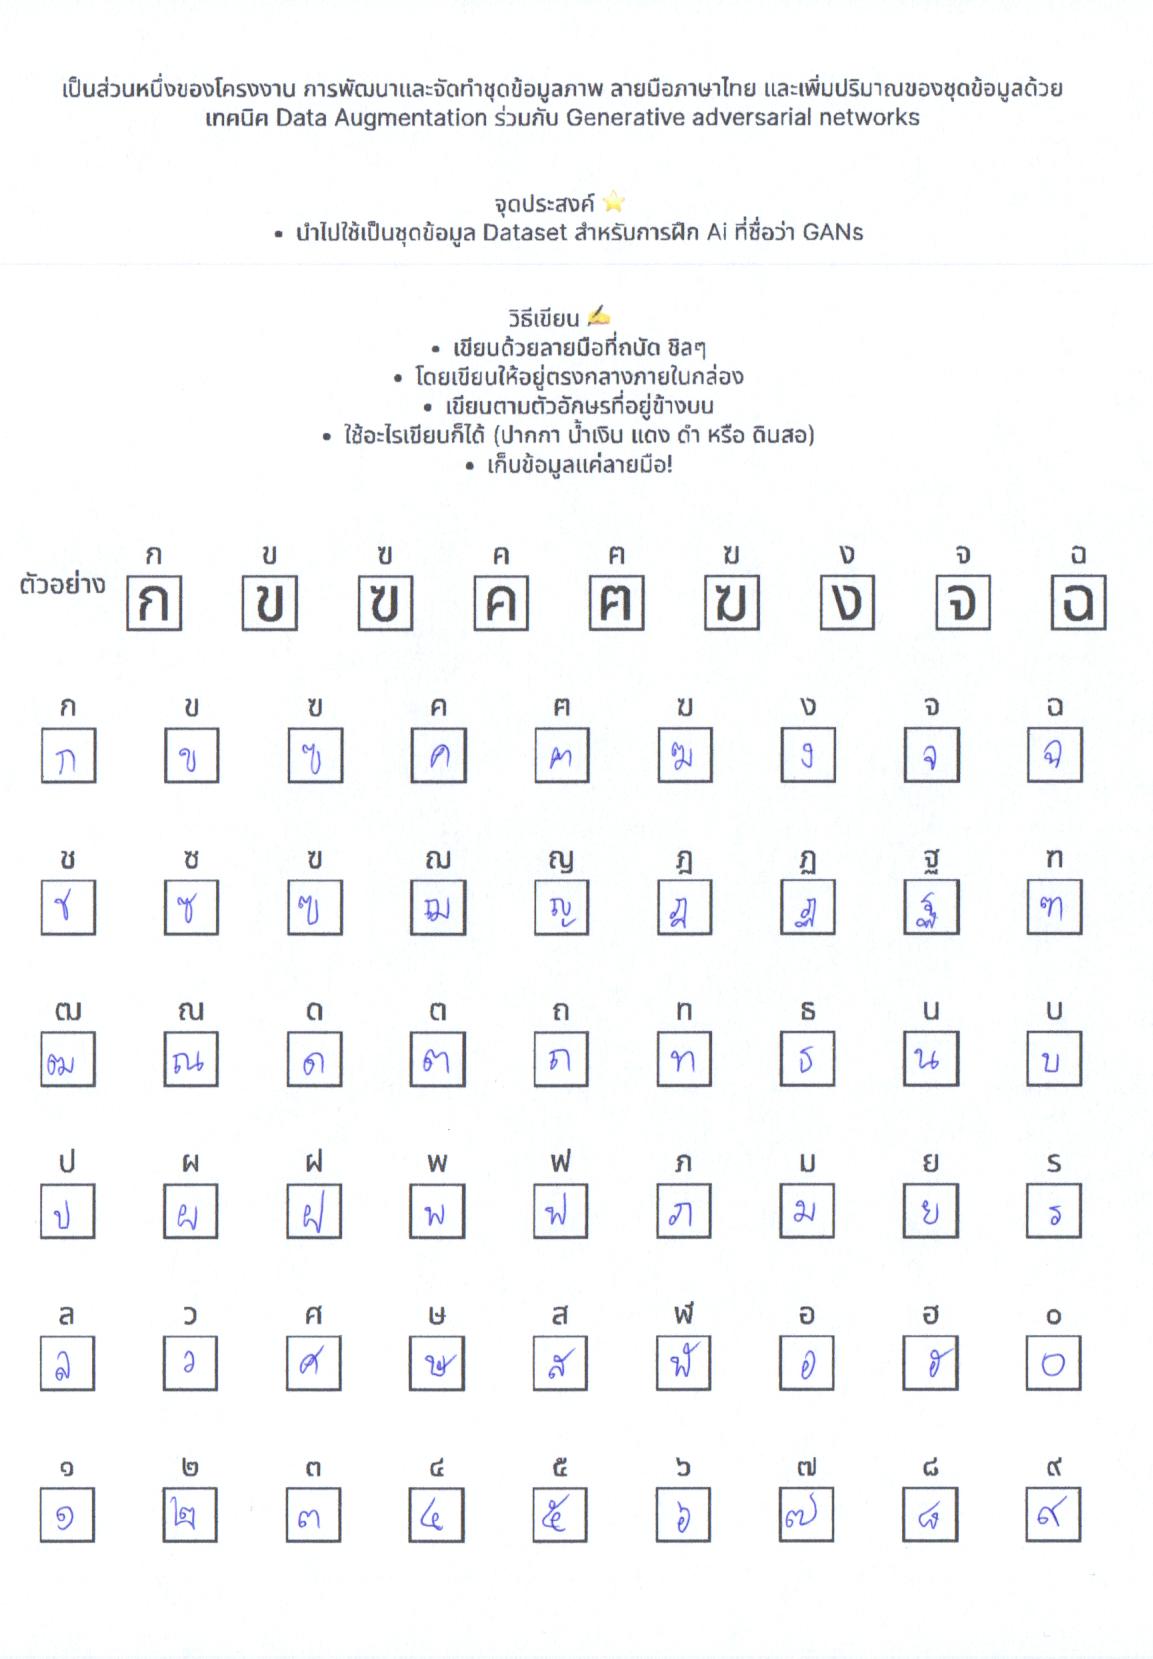 เป็นส่วนหนึ่งของโครงงาน การพัฒนาและจัดทำชุดข้อมูลภาพ ลายมือภาษาไทย และเพิ่มปริมาณของชุดข้อมูลด้วย
เทคนิค Data Augmentation ร่วมกับ Generative adversarial networks
จุดประสงค์ ⭐
• นำไปใช้เป็นชุดข้อมูล Dataset สำหรับการฝึก Ai ที่ชื่อว่า GANs
วิธีเขียน ✍
• เขียนด้วยลายมือที่ถนัด ชิลๆ
• โดยเขียนให้อยู่ตรงกลางภายในกล่อง
• เขียนตามตัวอักษรที่อยู่ข้างบน
• ใช้อะไรเขียนก็ได้ (ปากกา น้ำเงิน แดง ดำ หรือ ดินสอ)
• เก็บข้อมูลแค่ลายมือ!
ก ข ฃ ค ฅ ฆ ง จ ฉ
ตัวอย่าง ก ข ฃ ค ฅ ฆ ง จ ฉ
ก ข ฃ ค ฅ ฆ ง จ ฉ
ก ข ฃ ค ฅ ฆ ง จ ฉ
ช ซ ฃ ฌ ญ ฎ ฏ ฐ ฑ
ช ซ ฃ ฌ ญ ฎ ฏ ฐ ฑ
ฒ ณ ด ต ถ ท ธ น บ
ฒ ณ ด ต ถ ท ธ น บ
ป ผ ฝ พ ฟ ภ ม ย ร
ป ผ ฝ พ ฟ ภ ม ย ร
ล ว ศ ษ ส ฬ อ ฮ ๐
ล ว ศ ษ ส ฬ อ ฮ ๐
๑ ๒ ๓ ๔ ๕ ๖ ๗ ๘ ๙
๑ ๒ ๓ ๔ ๕ ๖ ๗ ๘ ๙